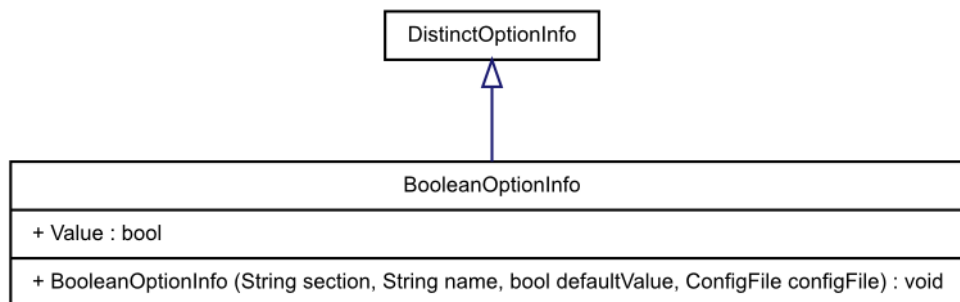 DistinctOptionInfo
BooleanOptionInfo
+ Value : bool
+ BooleanOptionInfo (String section, String name, bool defaultValue, ConfigFile configFile) : void